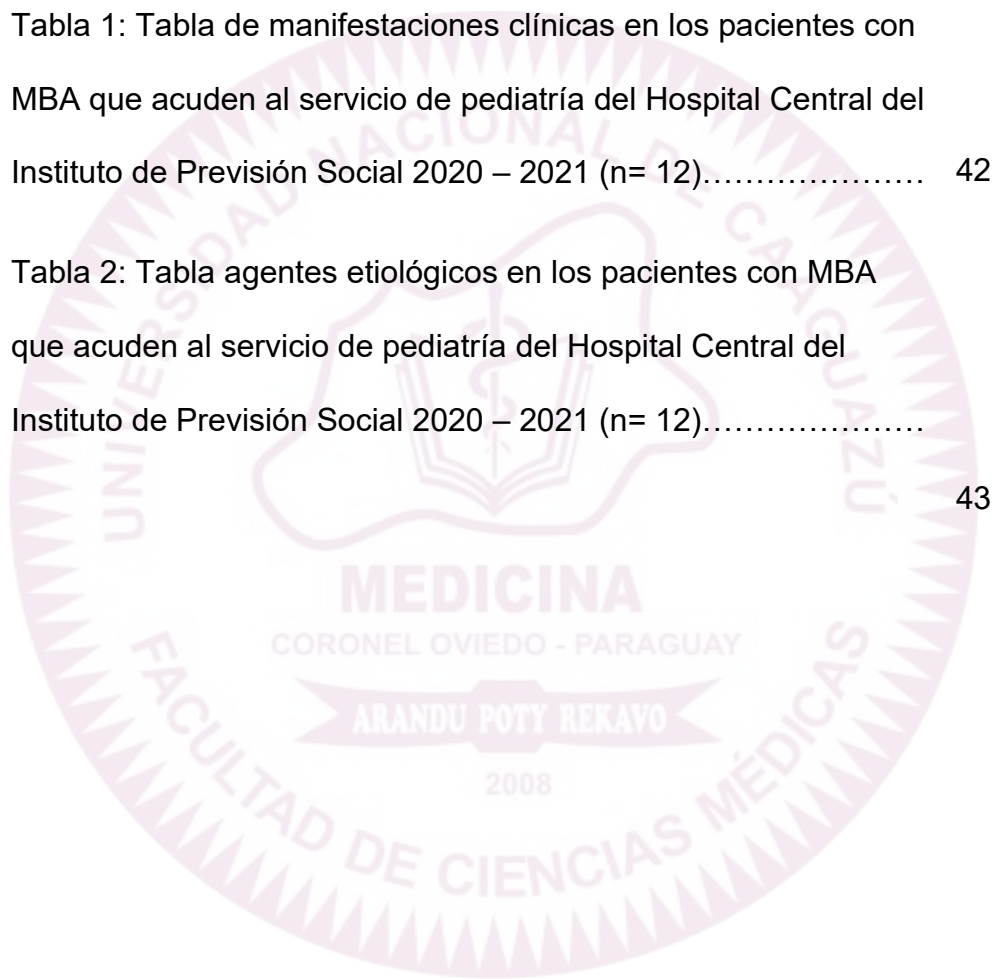 Tabla 1: Tabla de manifestaciones clínicas en los pacientes con
MBA que acuden al servicio de pediatría del Hospital Central del
Instituto de Previsión Social 2020 – 2021 (n= 12)………………… 42
Tabla 2: Tabla agentes etiológicos en los pacientes con MBA
que acuden al servicio de pediatría del Hospital Central del
Instituto de Previsión Social 2020 – 2021 (n= 12)…………………
43
UNIVERSDAD NACIONAL DE CAAGUAZÚ
MEDICINA
CORONEL OVIEDO - PARAGUAY
ARANDU POTY REKAVO
2008
FACULTAD DE CIENCIAS MÉDICAS